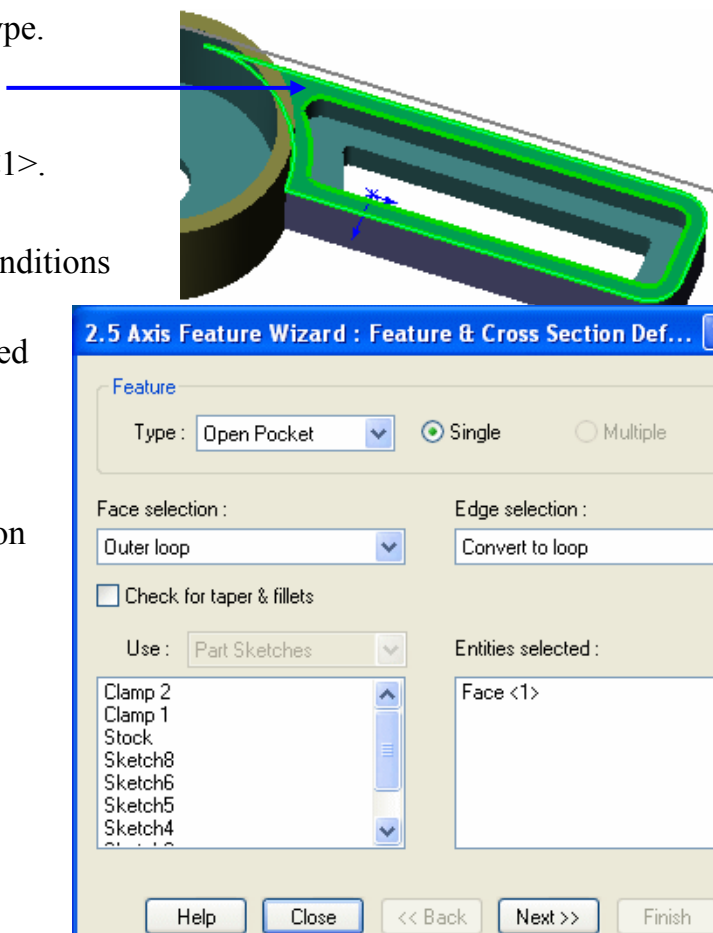 ype.
1>.
nditions
ed
on
2.5 Axis Feature Wizard : Feature & Cross Section Def...
Feature
Type : Open Pocket Single Multiple
Face selection : Edge selection :
Outer loop Convert to loop
Check for taper & fillets
Use : Part Sketches Entities selected :
Clamp 2 Face <1>
Clamp 1
Stock
Sketch8
Sketch6
Sketch5
Sketch4
Help Close << Back Next >> Finish